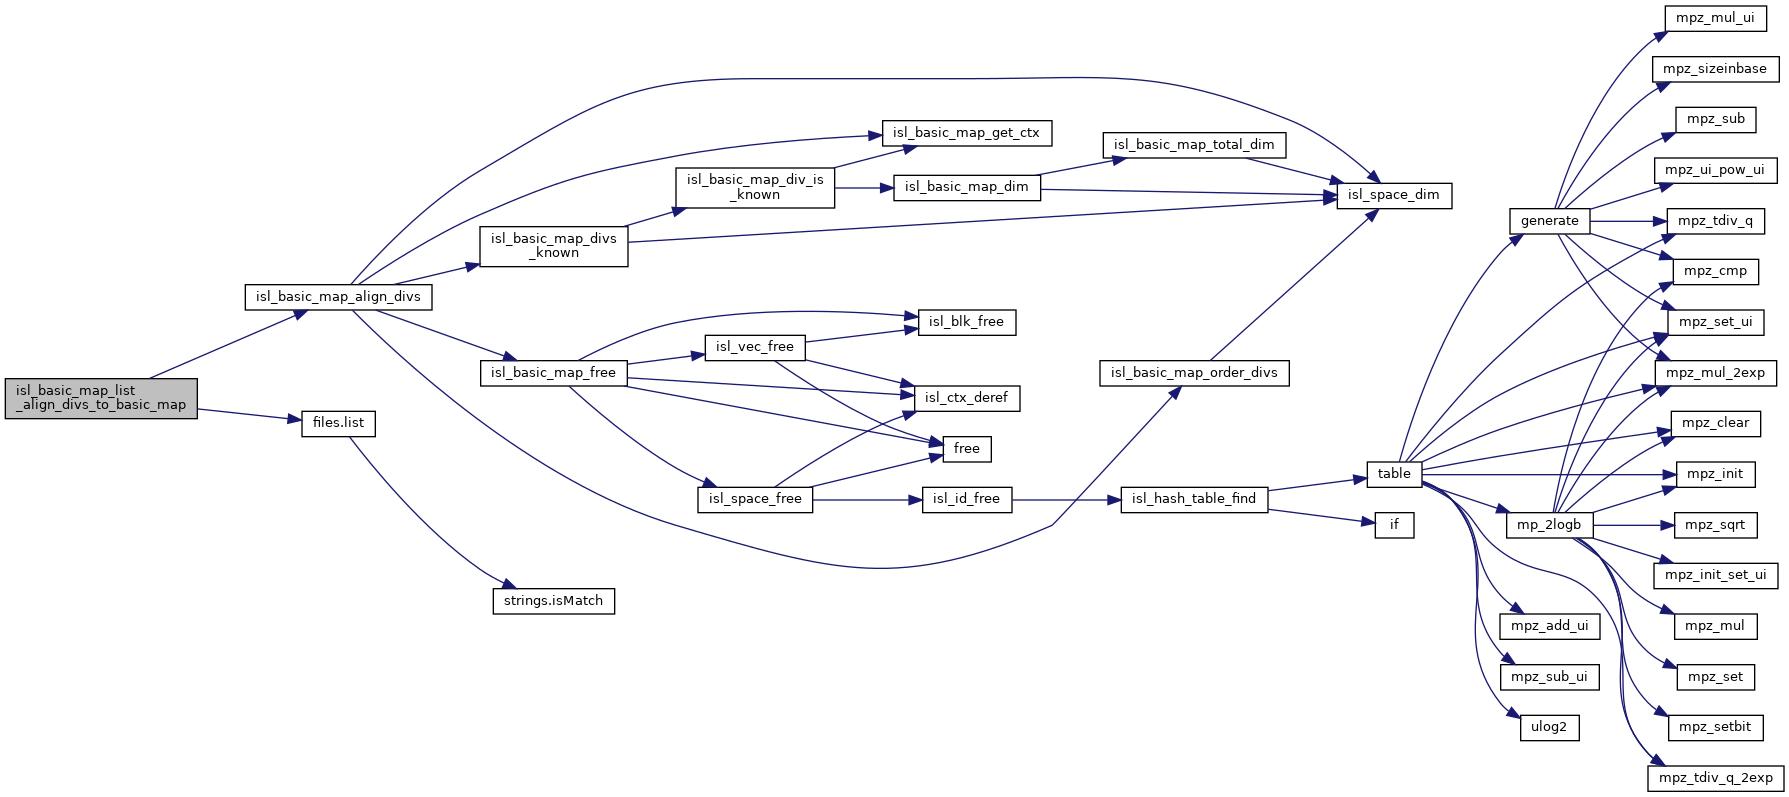 isl_basic_map_list
_align_divs_to_basic_map
isl_basic_map_align_divs
files.list
isl_basic_map_divs
_known
isl_basic_map_free
strings.isMatch
isl_basic_map_div_is
_known
isl_vec_free
isl_space_free
isl_basic_map_get_ctx
isl_basic_map_dim
isl_blk_free
isl_ctx_deref
free
isl_id_free
isl_basic_map_total_dim
isl_basic_map_order_divs
isl_hash_table_find
isl_space_dim
table
if
generate
mp_2logb
mpz_add_ui
mpz_sub_ui
ulog2
mpz_mul_ui
mpz_sizeinbase
mpz_sub
mpz_ui_pow_ui
mpz_tdiv_q
mpz_cmp
mpz_set_ui
mpz_mul_2exp
mpz_clear
mpz_init
mpz_sqrt
mpz_init_set_ui
mpz_mul
mpz_set
mpz_setbit
mpz_tdiv_q_2exp